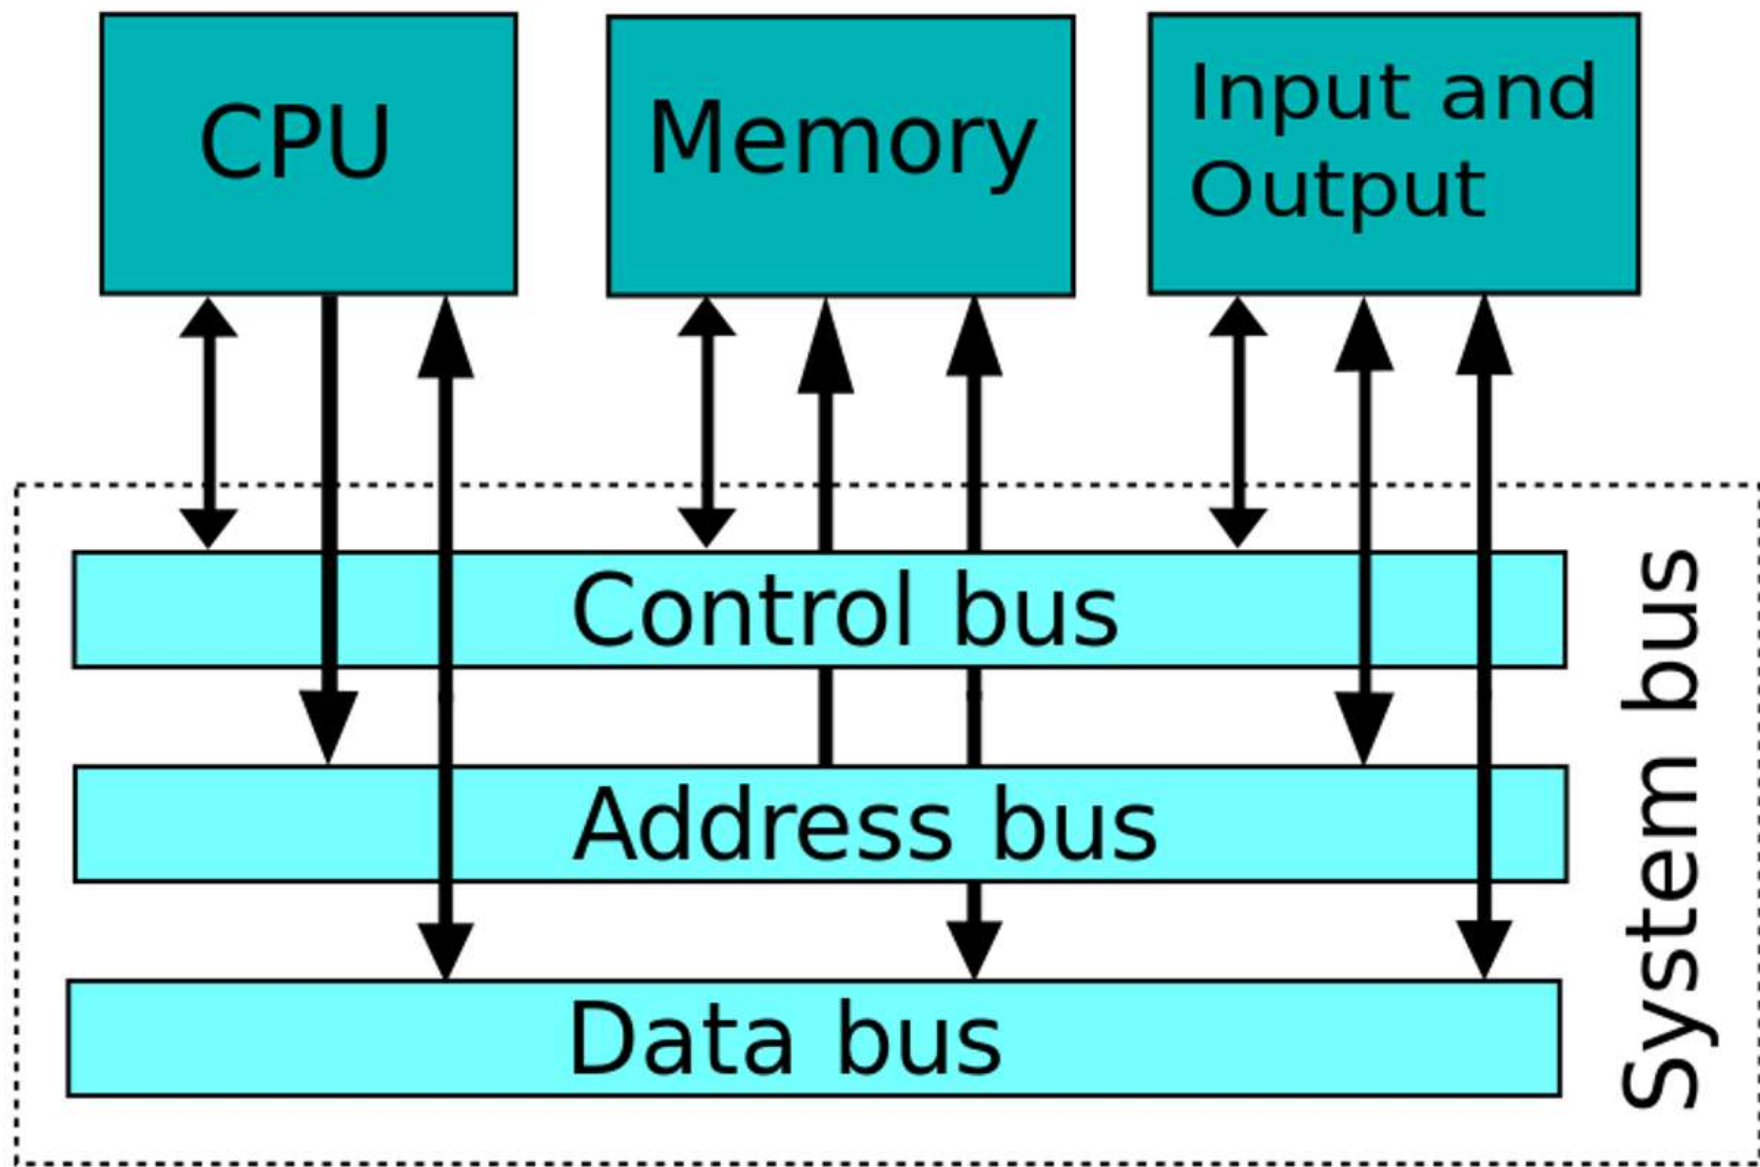 CPU
Memory
Input and
Output
Control bus
Address bus
Data bus
System bus